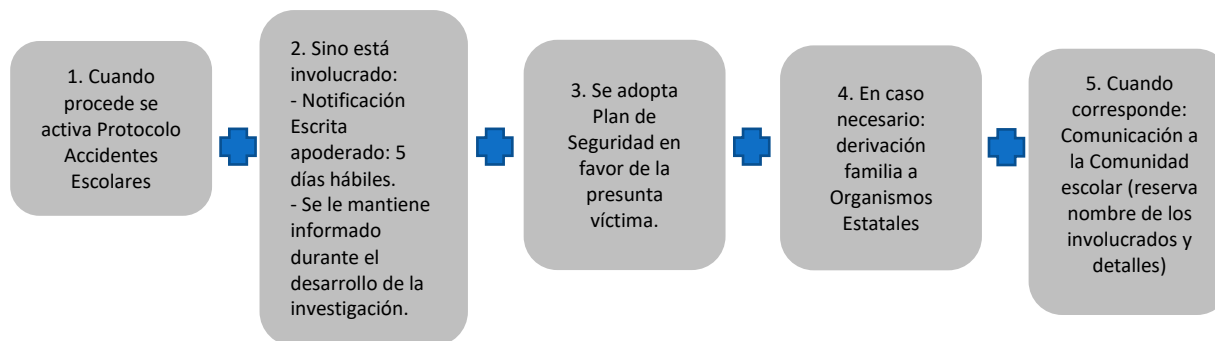 1. Cuando
procede se
activa Protocolo
Accidentes
Escolares
2. Sino está
involucrado:
- Notificación
Escrita
apoderado: 5
días hábiles.
- Se le mantiene
informado
durante el
desarrollo de la
investigación.
3. Se adopta
Plan de
Seguridad en
favor de la
presunta
víctima.
4. En caso
necesario:
derivación
familia a
Organismos
Estatales
5. Cuando
corresponde:
Comunicación a
la Comunidad
escolar (reserva
nombre de los
involucrados y
detalles)